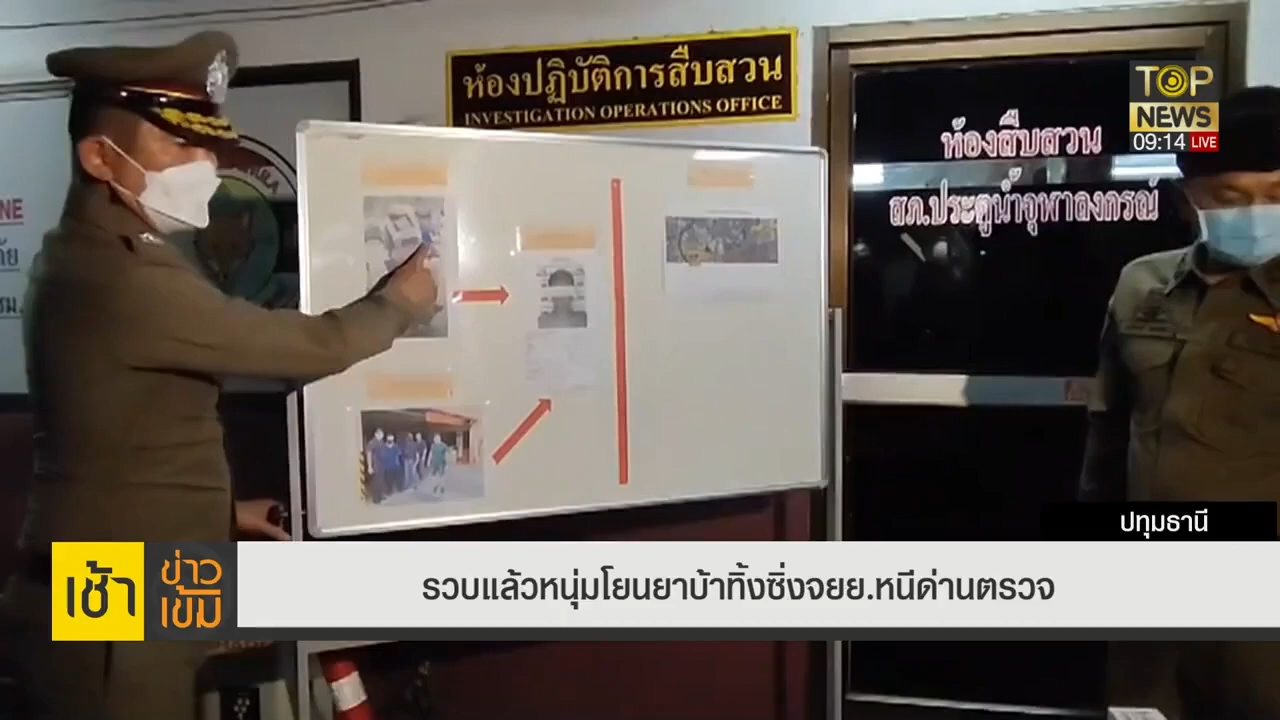 ห้องปฏิบัติการสืบสวน
INVESTIGATION OPERATIONS OFFICE
TOP
NEWS
09:14 LIVE
ห้องสืบสวน
สภ.ประตูน้ำจุฬาลงกรณ์
ปทุมธานี
เช้า
ข่าว
เข้ม
รวบแล้วหนุ่มโยนยาบ้าทิ้งซิ่งจยย.หนีด่านตรวจ